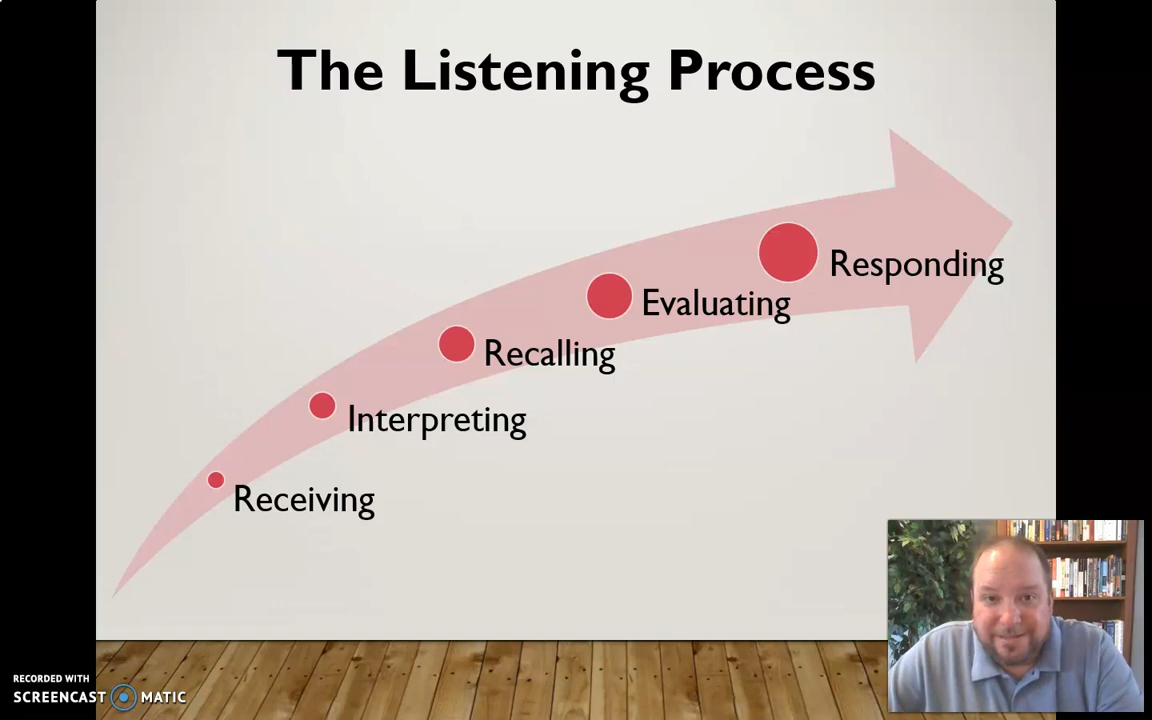 The Listening Process
Responding
Evaluating
Recalling
Interpreting
Receiving
RECORDED WITH
SCREENCAST MATIC